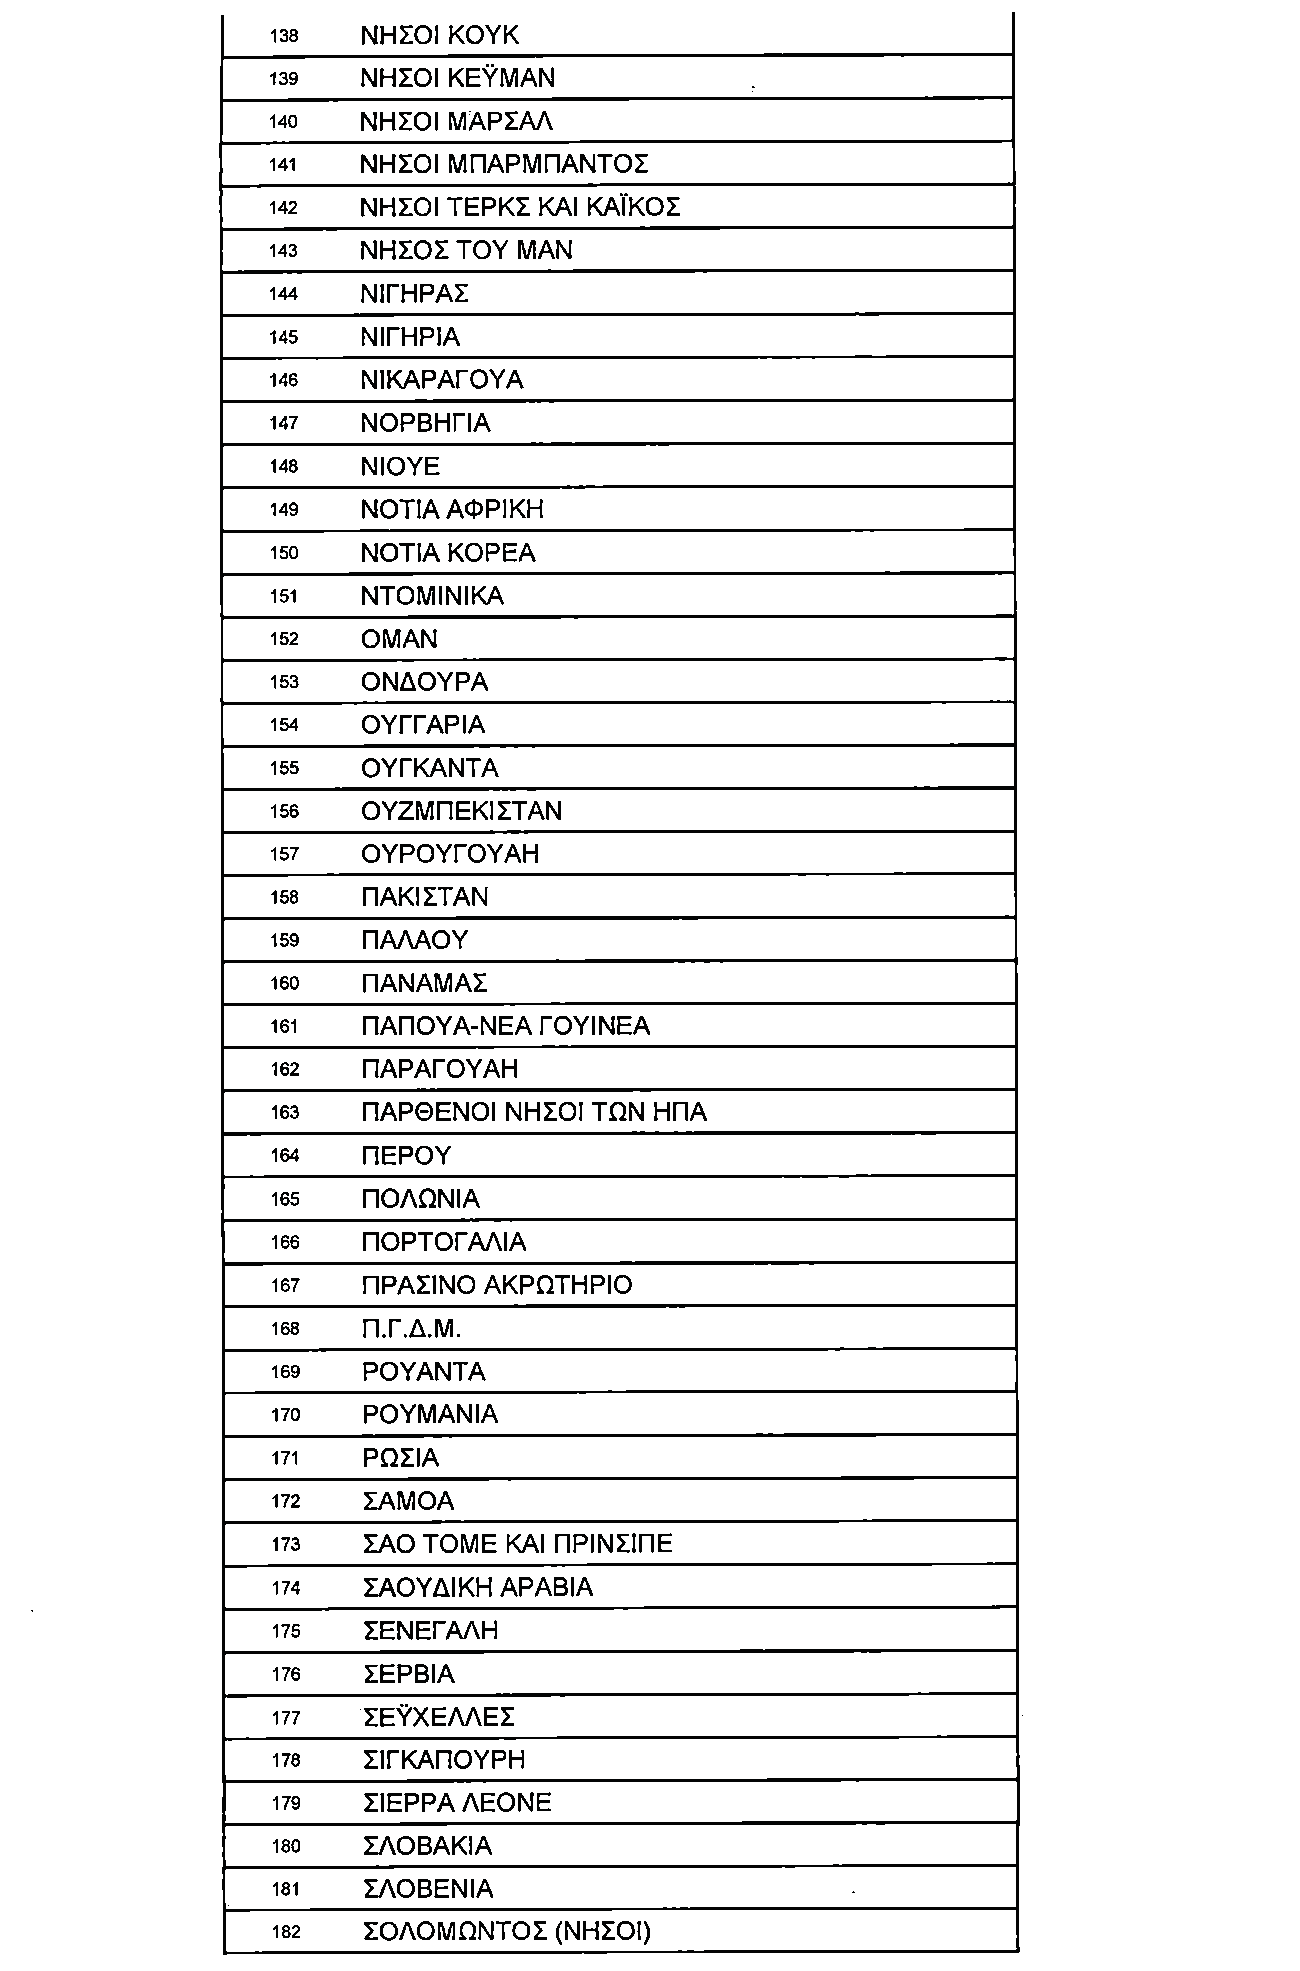 138 ΝΗΣΟΙ ΚΟΥΚ
139 ΝΗΣΟΙ ΚΕΫΜΑΝ
140 ΝΗΣΟΙ ΜΑΡΣΑΛ
141 ΝΗΣΟΙ ΜΠΑΡΜΠΑΝΤΟΣ
142 ΝΗΣΟΙ ΤΕΡΚΣ ΚΑΙ ΚΑΪΚΟΣ
143 ΝΗΣΟΣ ΤΟΥ ΜΑΝ
144 ΝΙΓΗΡΑΣ
145 ΝΙΓΗΡΙΑ
146 ΝΙΚΑΡΑΓΟΥΑ
147 ΝΟΡΒΗΓΙΑ
148 ΝΙΟΥΕ
149 ΝΟΤΙΑ ΑΦΡΙΚΗ
150 ΝΟΤΙΑ ΚΟΡΕΑ
151 ΝΤΟΜΙΝΙΚΑ
152 ΟΜΑΝ
153 ΟΝΔΟΥΡΑ
154 ΟΥΓΓΑΡΙΑ
155 ΟΥΓΚΑΝΤΑ
156 ΟΥΖΜΠΕΚΙΣΤΑΝ
157 ΟΥΡΟΥΓΟΥΑΗ
158 ΠΑΚΙΣΤΑΝ
159 ΠΑΛΑΟΥ
160 ΠΑΝΑΜΑΣ
161 ΠΑΠΟΥΑ-ΝΕΑ ΓΟΥΙΝΕΑ
162 ΠΑΡΑΓΟΥΑΗ
163 ΠΑΡΘΕΝΟΙ ΝΗΣΟΙ ΤΩΝ ΗΠΑ
164 ΠΕΡΟΥ
165 ΠΟΛΩΝΙΑ
166 ΠΟΡΤΟΓΑΛΙΑ
167 ΠΡΑΣΙΝΟ ΑΚΡΩΤΗΡΙΟ
168 Π.Γ.Δ.Μ.
169 ΡΟΥΑΝΤΑ
170 ΡΟΥΜΑΝΙΑ
171 ΡΩΣΙΑ
172 ΣΑΜΟΑ
173 ΣΑΟ ΤΟΜΕ ΚΑΙ ΠΡΙΝΣΙΠΕ
174 ΣΑΟΥΔΙΚΗ ΑΡΑΒΙΑ
175 ΣΕΝΕΓΑΛΗ
176 ΣΕΡΒΙΑ
177 ΣΕΫΧΕΛΛΕΣ
178 ΣΙΓΚΑΠΟΥΡΗ
179 ΣΙΕΡΡΑ ΛΕΟΝΕ
180 ΣΛΟΒΑΚΙΑ
181 ΣΛΟΒΕΝΙΑ
182 ΣΟΛΟΜΩΝΤΟΣ (ΝΗΣΟΙ)